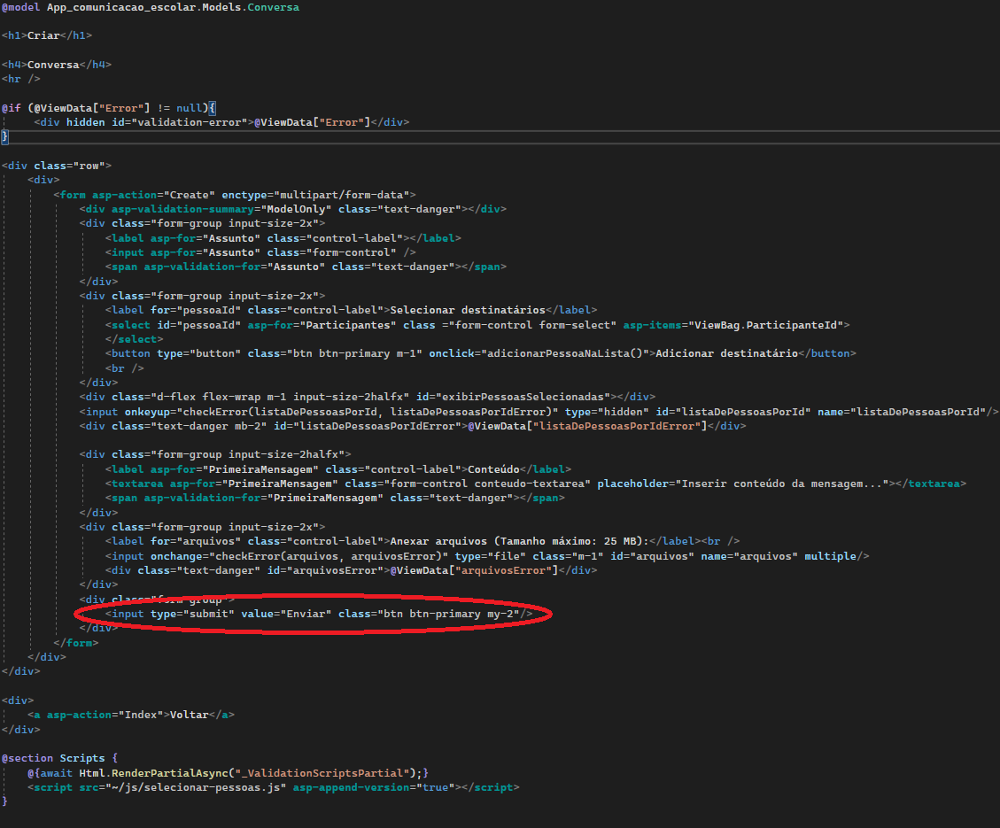 @model App_comunicacao_escolar.Models.Conversa
<h1>Criar</h1>
<h4>Conversa</h4>
<hr />
@if (@ViewData["Error"] != null){
<div hidden id="validation-error">@ViewData["Error"]</div>
}
<div class="row">
<div>
<form asp-action="Create" enctype="multipart/form-data">
<div asp-validation-summary="ModelOnly" class="text-danger"></div>
<div class="form-group input-size-2x">
<label asp-for="Assunto" class="control-label"></label>
<input asp-for="Assunto" class="form-control" />
<span asp-validation-for="Assunto" class="text-danger"></span>
</div>
<div class="form-group input-size-2x">
<label for="pessoaId" class="control-label">Selecionar destinatários</label>
<select id="pessoaId" asp-for="Participantes" class ="form-control form-select" asp-items="ViewBag.ParticipanteId">
</select>
<button type="button" class="btn btn-primary m-1" onclick="adicionarPessoaNaLista()">Adicionar destinatário</button>
<br />
</div>
<div class="d-flex flex-wrap m-1 input-size-2halfx" id="exibirPessoasSelecionadas"></div>
<input onkeyup="checkError(listaDePessoasPorId, listaDePessoasPorIdError)" type="hidden" id="listaDePessoasPorId" name="listaDePessoasPorId"/>
<div class="text-danger mb-2" id="listaDePessoasPorIdError">@ViewData["listaDePessoasPorIdError"]</div>
<div class="form-group input-size-2halfx">
<label asp-for="PrimeiraMensagem" class="control-label">Conteúdo</label>
<textarea asp-for="PrimeiraMensagem" class="form-control conteudo-textarea" placeholder="Inserir conteúdo da mensagem..."></textarea>
<span asp-validation-for="PrimeiraMensagem" class="text-danger"></span>
</div>
<div class="form-group input-size-2x">
<label for="arquivos" class="control-label">Anexar arquivos (Tamanho máximo: 25 MB):</label><br />
<input onchange="checkError(arquivos, arquivosError)" type="file" class="m-1" id="arquivos" name="arquivos" multiple/>
<div class="text-danger" id="arquivosError">@ViewData["arquivosError"]</div>
</div>
<div class="form-group">
<input type="submit" value="Enviar" class="btn btn-primary my-2"/>
</div>
</form>
</div>
</div>
<div>
<a asp-action="Index">Voltar</a>
</div>
@section Scripts {
@{await Html.RenderPartialAsync("_ValidationScriptsPartial");}
<script src="~/js/selecionar-pessoas.js" asp-append-version="true"></script>
}